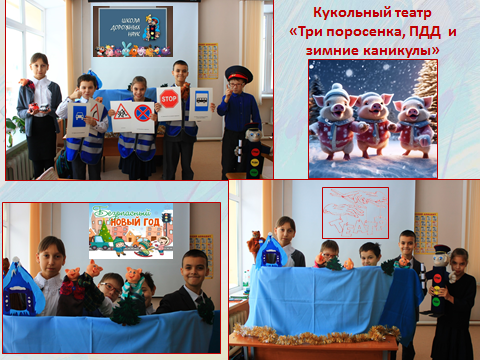 Кукольный театр
«Три поросенка, ПДД и
зимние каникулы»
ШКОЛА
ДОРОЖНЫХ
НАУК
STOP
Безопасный
НОВЫЙ ГОД